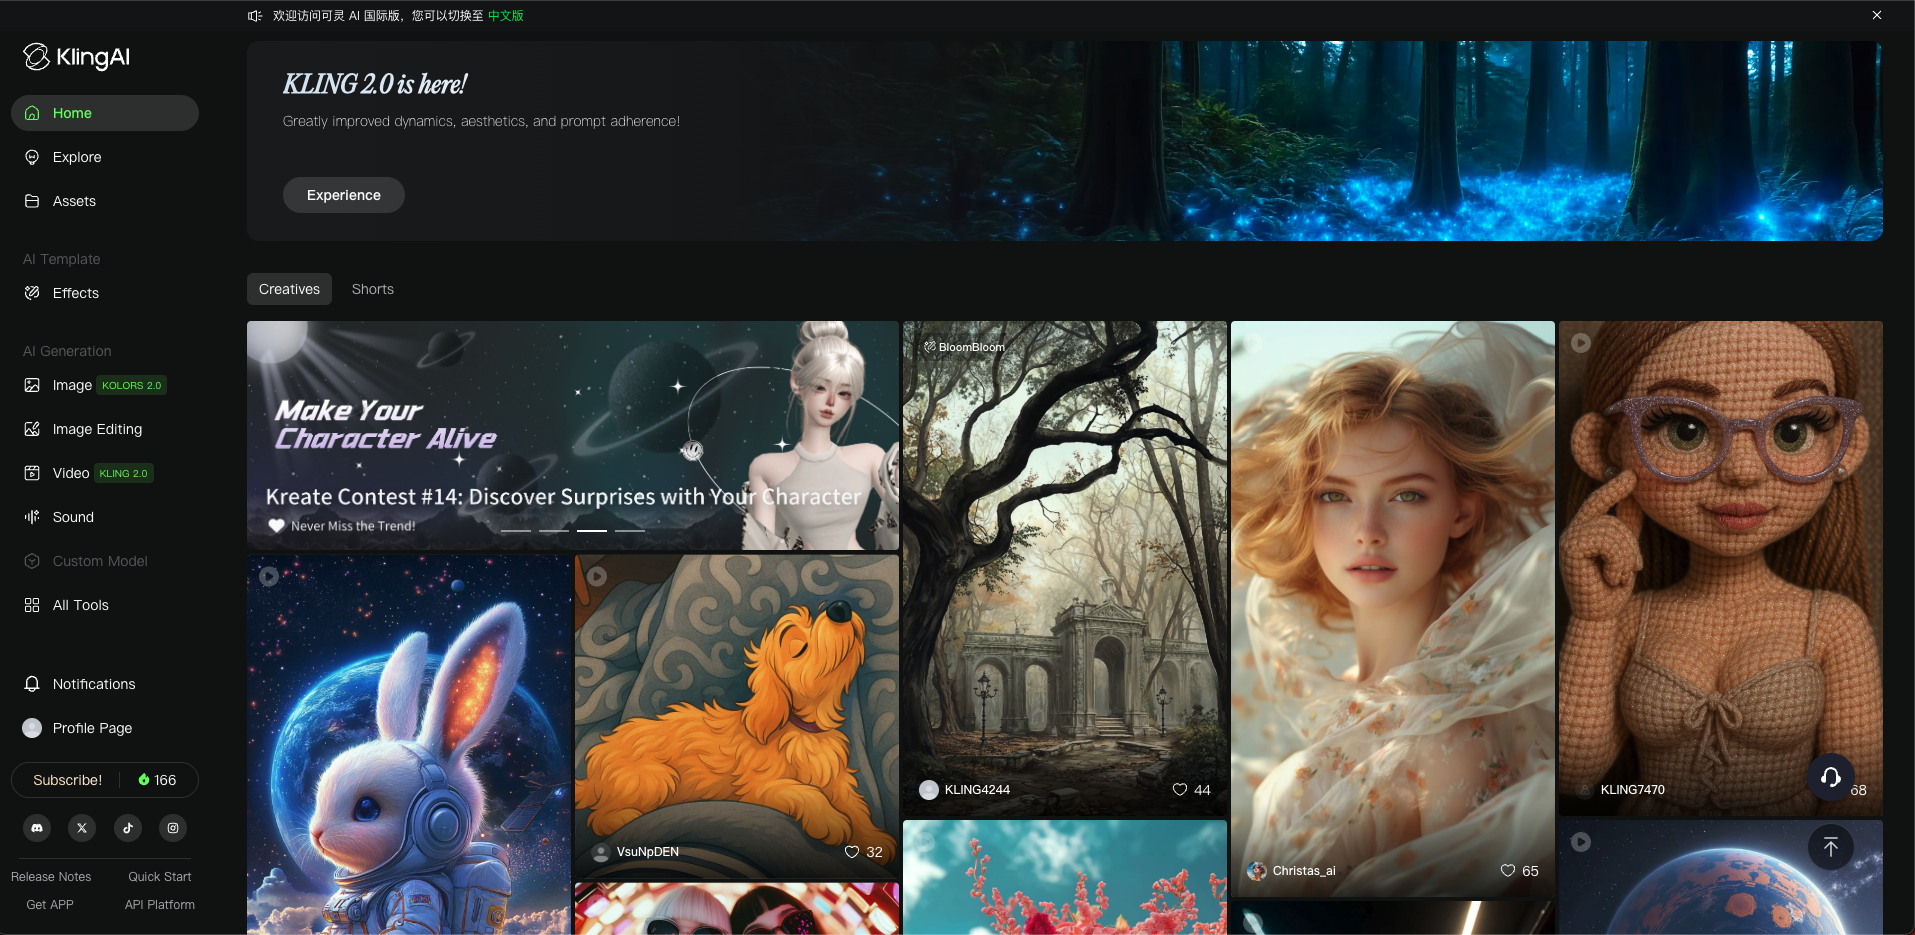 欢迎访问可灵 AI 国际版，您可以切换至 中文版
KlingAI
Home
Explore
Assets
AI Template
Effects
AI Generation
Image KOLORS 2.0
Image Editing
Video KLING 2.0
Sound
Custom Model
All Tools
Notifications
Profile Page
Subscribe! 166
Release Notes Quick Start
Get APP API Platform
KLING 2.0 is here!
Greatly improved dynamics, aesthetics, and prompt adherence!
Experience
Creatives Shorts
Make Your
Character Alive
Kreate Contest #14: Discover Surprises with Your Character
Never Miss the Trend!
BloomBloom
KLING4244 44
VsuNpDEN 32
Christas_ai 65
KLING7470 68